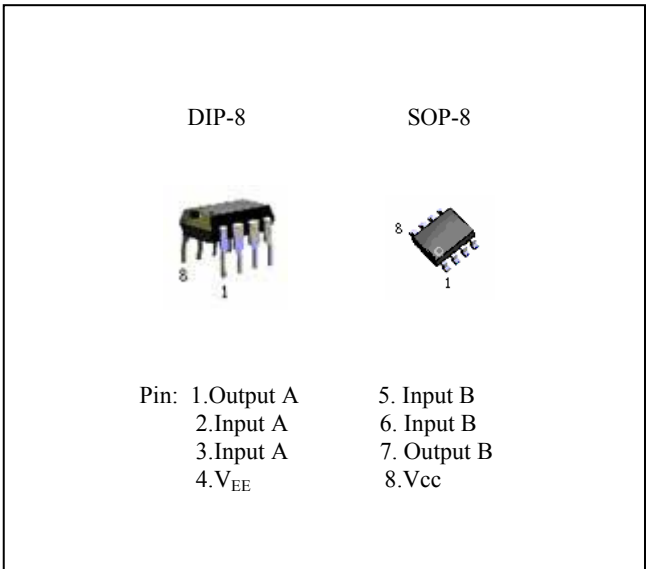 DIP-8 SOP-8
8
1
8
1
Pin: 1.Output A 5. Input B
2.Input A 6. Input B
3.Input A 7. Output B
4.VEE 8.Vcc